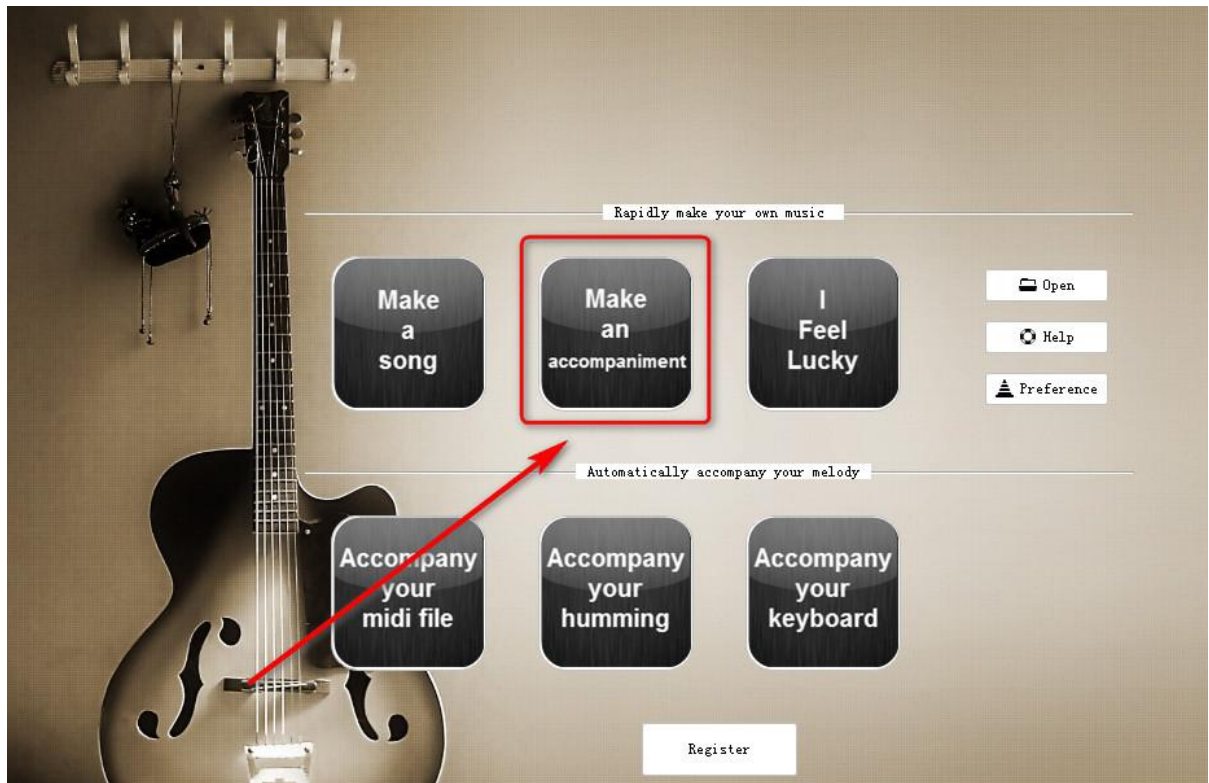 Rapidly make your own music
Make
a
song
Make
an
accompaniment
I
Feel
Lucky
Open
Help
Preference
Automatically accompany your melody
Accompany
your
midi file
Accompany
your
humming
Accompany
your
keyboard
Register